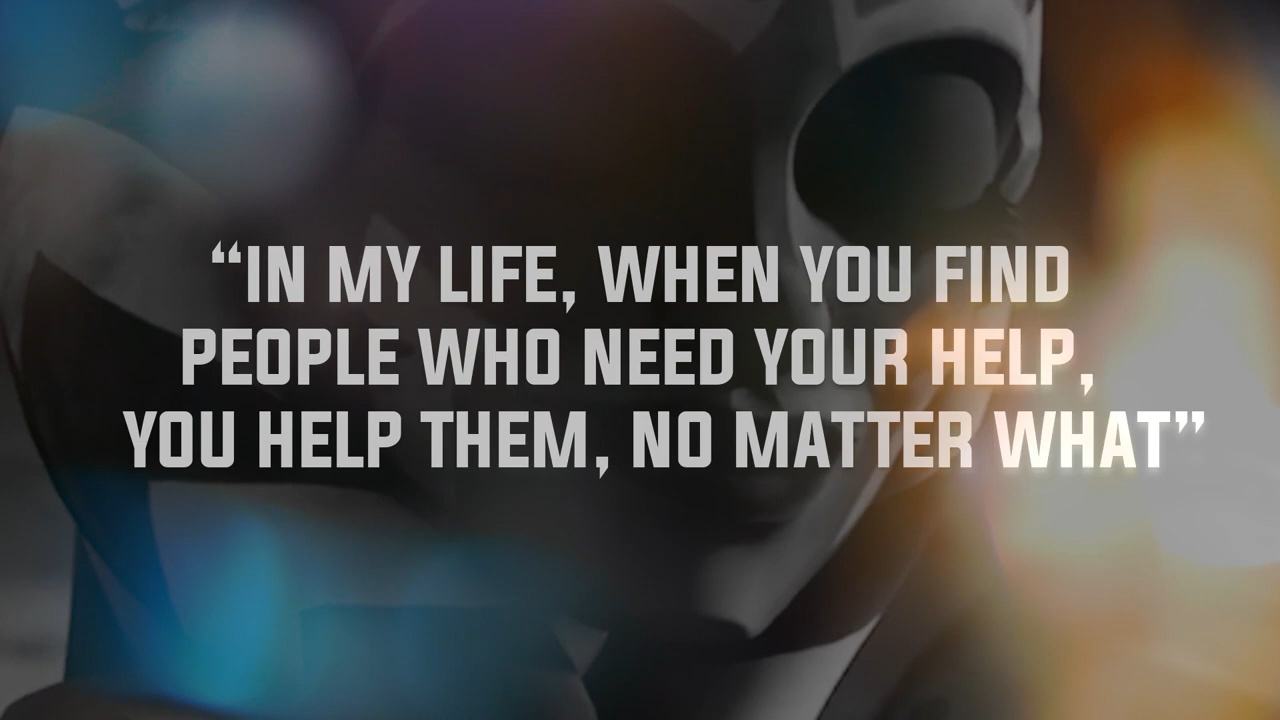 “IN MY LIFE, WHEN YOU FIND
PEOPLE WHO NEED YOUR HELP,
YOU HELP THEM, NO MATTER WHAT”